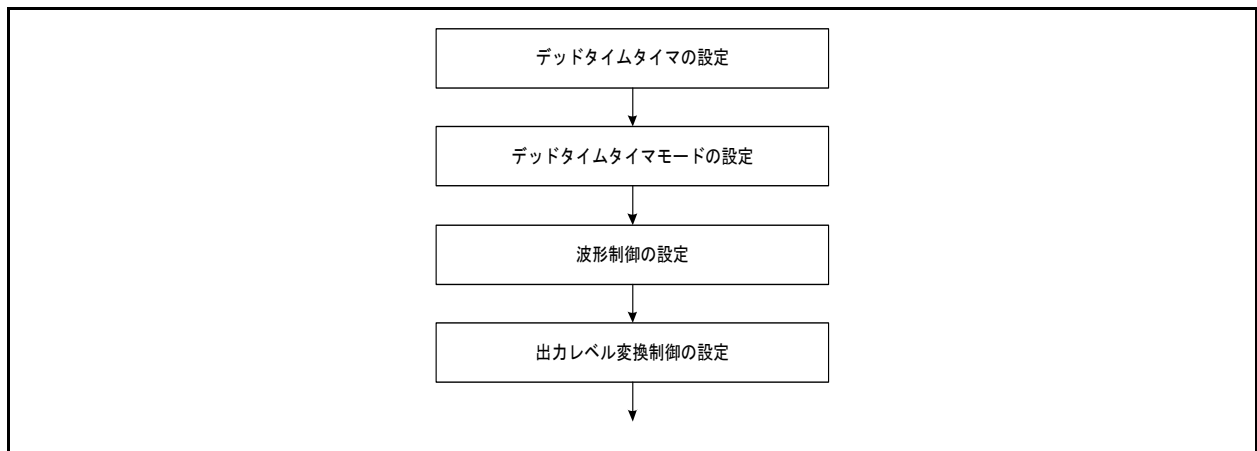 デッドタイムタイマの設定
デッドタイムタイマモードの設定
波形制御の設定
出力レベル変換制御の設定